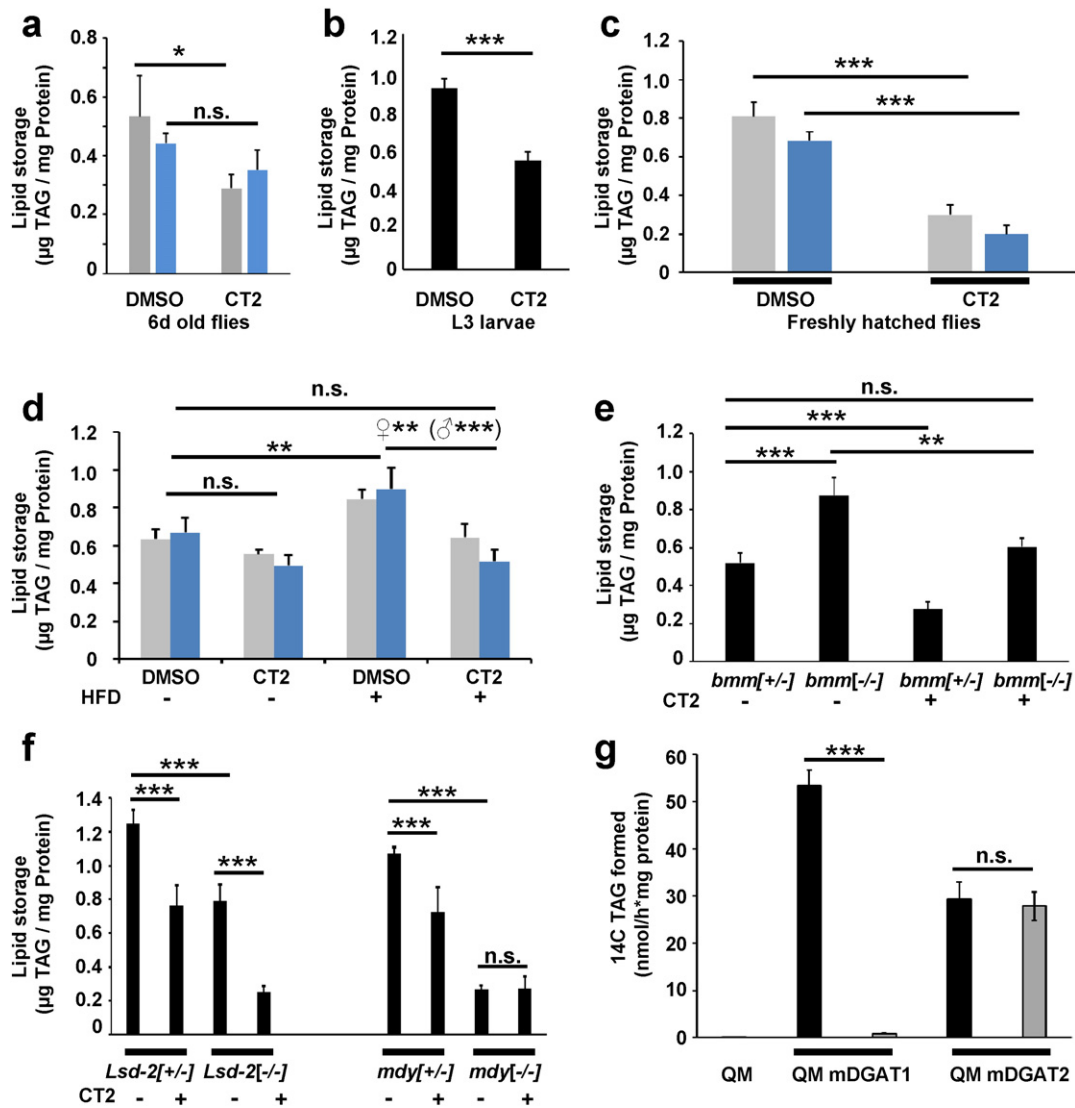 a
0.8
0.6
0.4
0.2
0
Lipid storage
(µg TAG / mg Protein)
*
n.s.
DMSO CT2
6d old flies
b
1.2
1.0
0.8
0.6
0.4
0.2
0
Lipid storage
(µg TAG / mg Protein)
***
DMSO CT2
L3 larvae
c
1.2
1.0
0.8
0.6
0.4
0.2
0
Lipid storage
(µg TAG / mg Protein)
***
***
DMSO CT2
Freshly hatched flies
d
n.s.
♀** (♂***)
**
n.s.
1.2
1.0
0.8
0.6
0.4
0.2
0
Lipid storage
(µg TAG / mg Protein)
DMSO CT2 DMSO CT2
HFD - - + +
e
n.s.
***
*** **
1.2
1.0
0.8
0.6
0.4
0.2
0
Lipid storage
(µg TAG / mg Protein)
bmm[+/-] bmm[-/-] bmm[+/-] bmm[-/-]
CT2 - - + +
f
***
***
***
***
***
n.s.
1.4
1.2
1.0
0.8
0.6
0.4
0.2
0
Lipid storage
(µg TAG / mg Protein)
Lsd-2[+/-] Lsd-2[-/-] mdy[+/-] mdy[-/-]
CT2 - + - + - + - +
g
***
n.s.
60
50
40
30
20
10
0
14C TAG formed
(nmol/h*mg protein)
QM QM mDGAT1 QM mDGAT2